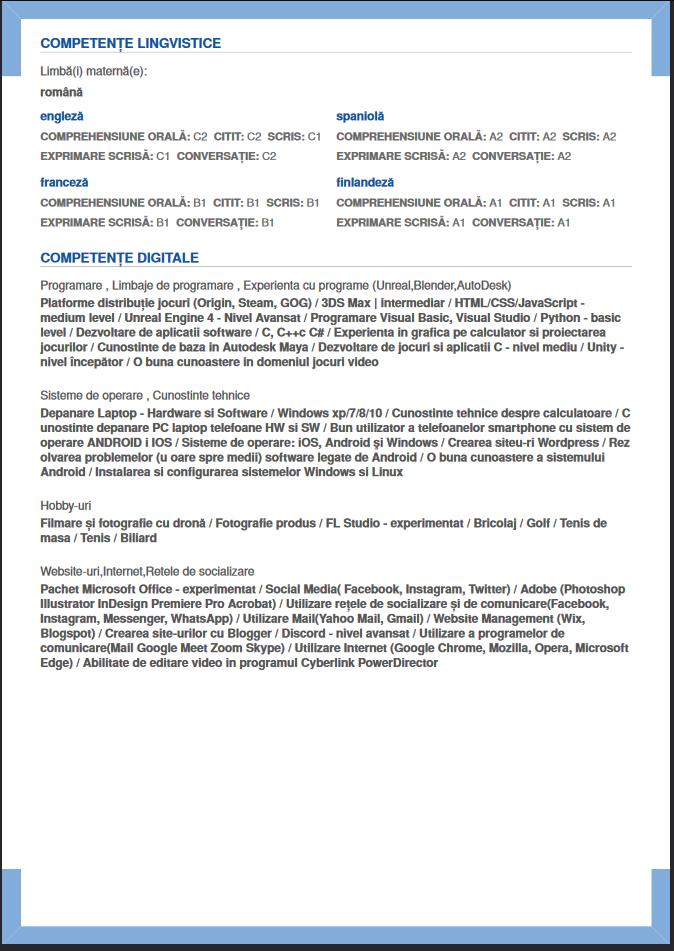 COMPETENȚE LINGVISTICE
Limbă(i) maternă(e):
română
engleză
COMPREHENSIUNE ORALĂ: C2 CITIT: C2 SCRIS: C1
EXPRIMARE SCRISĂ: C1 CONVERSAȚIE: C2
spaniolă
COMPREHENSIUNE ORALĂ: A2 CITIT: A2 SCRIS: A2
EXPRIMARE SCRISĂ: A2 CONVERSAȚIE: A2
franceză
COMPREHENSIUNE ORALĂ: B1 CITIT: B1 SCRIS: B1
EXPRIMARE SCRISĂ: B1 CONVERSAȚIE: B1
finlandeză
COMPREHENSIUNE ORALĂ: A1 CITIT: A1 SCRIS: A1
EXPRIMARE SCRISĂ: A1 CONVERSAȚIE: A1
COMPETENȚE DIGITALE
Programare , Limbaje de programare , Experienta cu programe (Unreal,Blender,AutoDesk)
Platforme distribuție jocuri (Origin, Steam, GOG) / 3DS Max | intermediar / HTML/CSS/JavaScript -
medium level / Unreal Engine 4 - Nivel Avansat / Programare Visual Basic, Visual Studio / Python - basic
level / Dezvoltare de aplicatii software / C, C++c C# / Experienta in grafica pe calculator si proiectarea
jocurilor / Cunostinte de baza in Autodesk Maya / Dezvoltare de jocuri si aplicatii C - nivel mediu / Unity -
nivel începător / O buna cunoastere in domeniul jocuri video
Sisteme de operare , Cunostinte tehnice
Depanare Laptop - Hardware si Software / Windows xp/7/8/10 / Cunostinte tehnice despre calculatoare / C
unostinte depanare PC laptop telefoane HW si SW / Bun utilizator a telefoanelor smartphone cu sistem de
operare ANDROID i IOS / Sisteme de operare: iOS, Android şi Windows / Crearea siteu-ri Wordpress / Rez
olvarea problemelor (u oare spre medii) software legate de Android / O buna cunoastere a sistemului
Android / Instalarea si configurarea sistemelor Windows si Linux
Hobby-uri
Filmare și fotografie cu dronă / Fotografie produs / FL Studio - experimentat / Bricolaj / Golf / Tenis de
masa / Tenis / Biliard
Website-uri,Internet,Retele de socializare
Pachet Microsoft Office - experimentat / Social Media( Facebook, Instagram, Twitter) / Adobe (Photoshop
Illustrator InDesign Premiere Pro Acrobat) / Utilizare rețele de socializare și de comunicare(Facebook,
Instagram, Messenger, WhatsApp) / Utilizare Mail(Yahoo Mail, Gmail) / Website Management (Wix,
Blogspot) / Crearea site-urilor cu Blogger / Discord - nivel avansat / Utilizare a programelor de
comunicare(Mail Google Meet Zoom Skype) / Utilizare Internet (Google Chrome, Mozilla, Opera, Microsoft
Edge) / Abilitate de editare video in programul Cyberlink PowerDirector